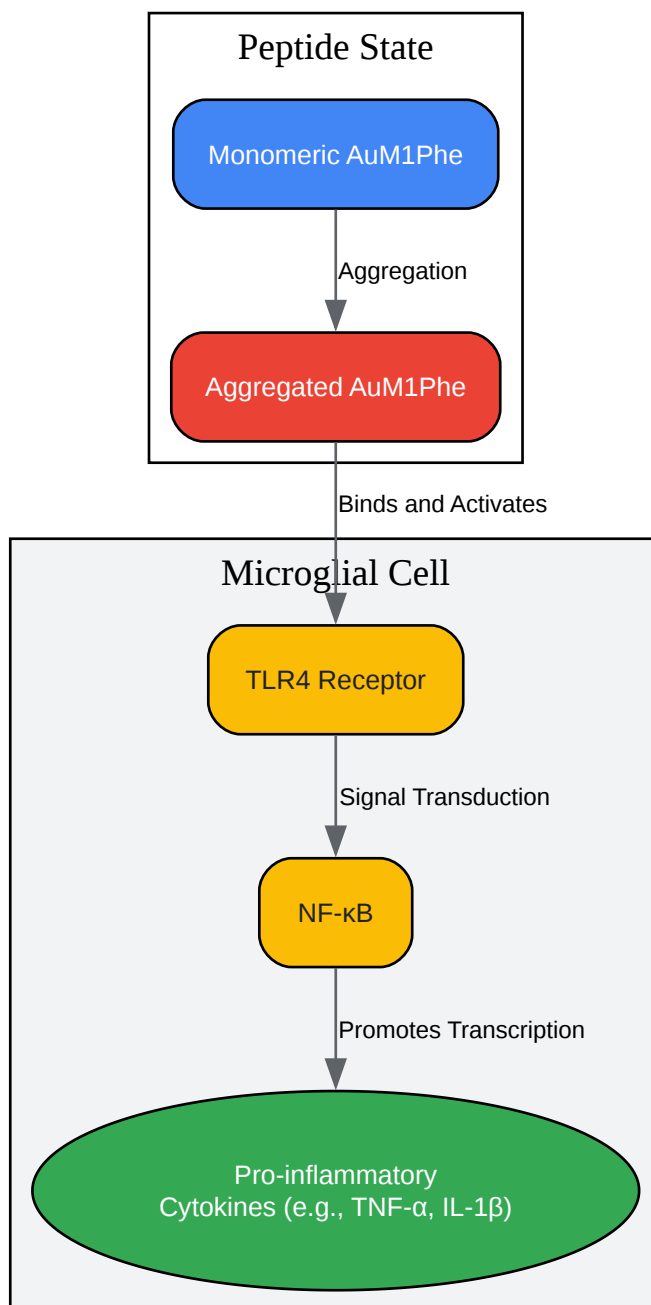 Peptide State
Monomeric AuM1Phe
Aggregation
Aggregated AuM1Phe
Binds and Activates
Microglial Cell
TLR4 Receptor
Signal Transduction
NF-κB
Promotes Transcription
Pro-inflammatory
Cytokines (e.g., TNF-α, IL-1β)